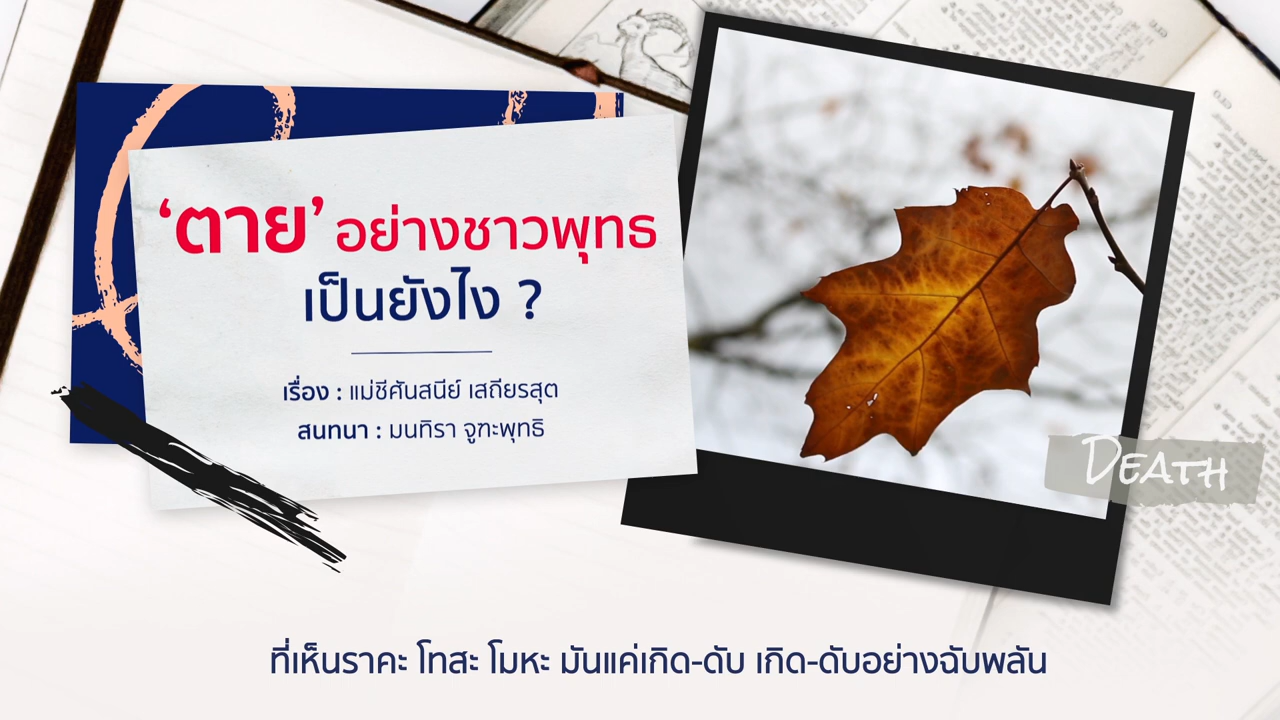 ‘ตาย’ อย่างชาวพุทธ
เป็นยังไง ?
เรื่อง : แม่ชีศันสนีย์ เสถียรสุต
สนทนา : มนทิรา จูฑะพุทธิ
DEATH
ที่เห็นราคะ โทสะ โมหะ มันแค่เกิด-ดับ เกิด-ดับอย่างฉับพลัน